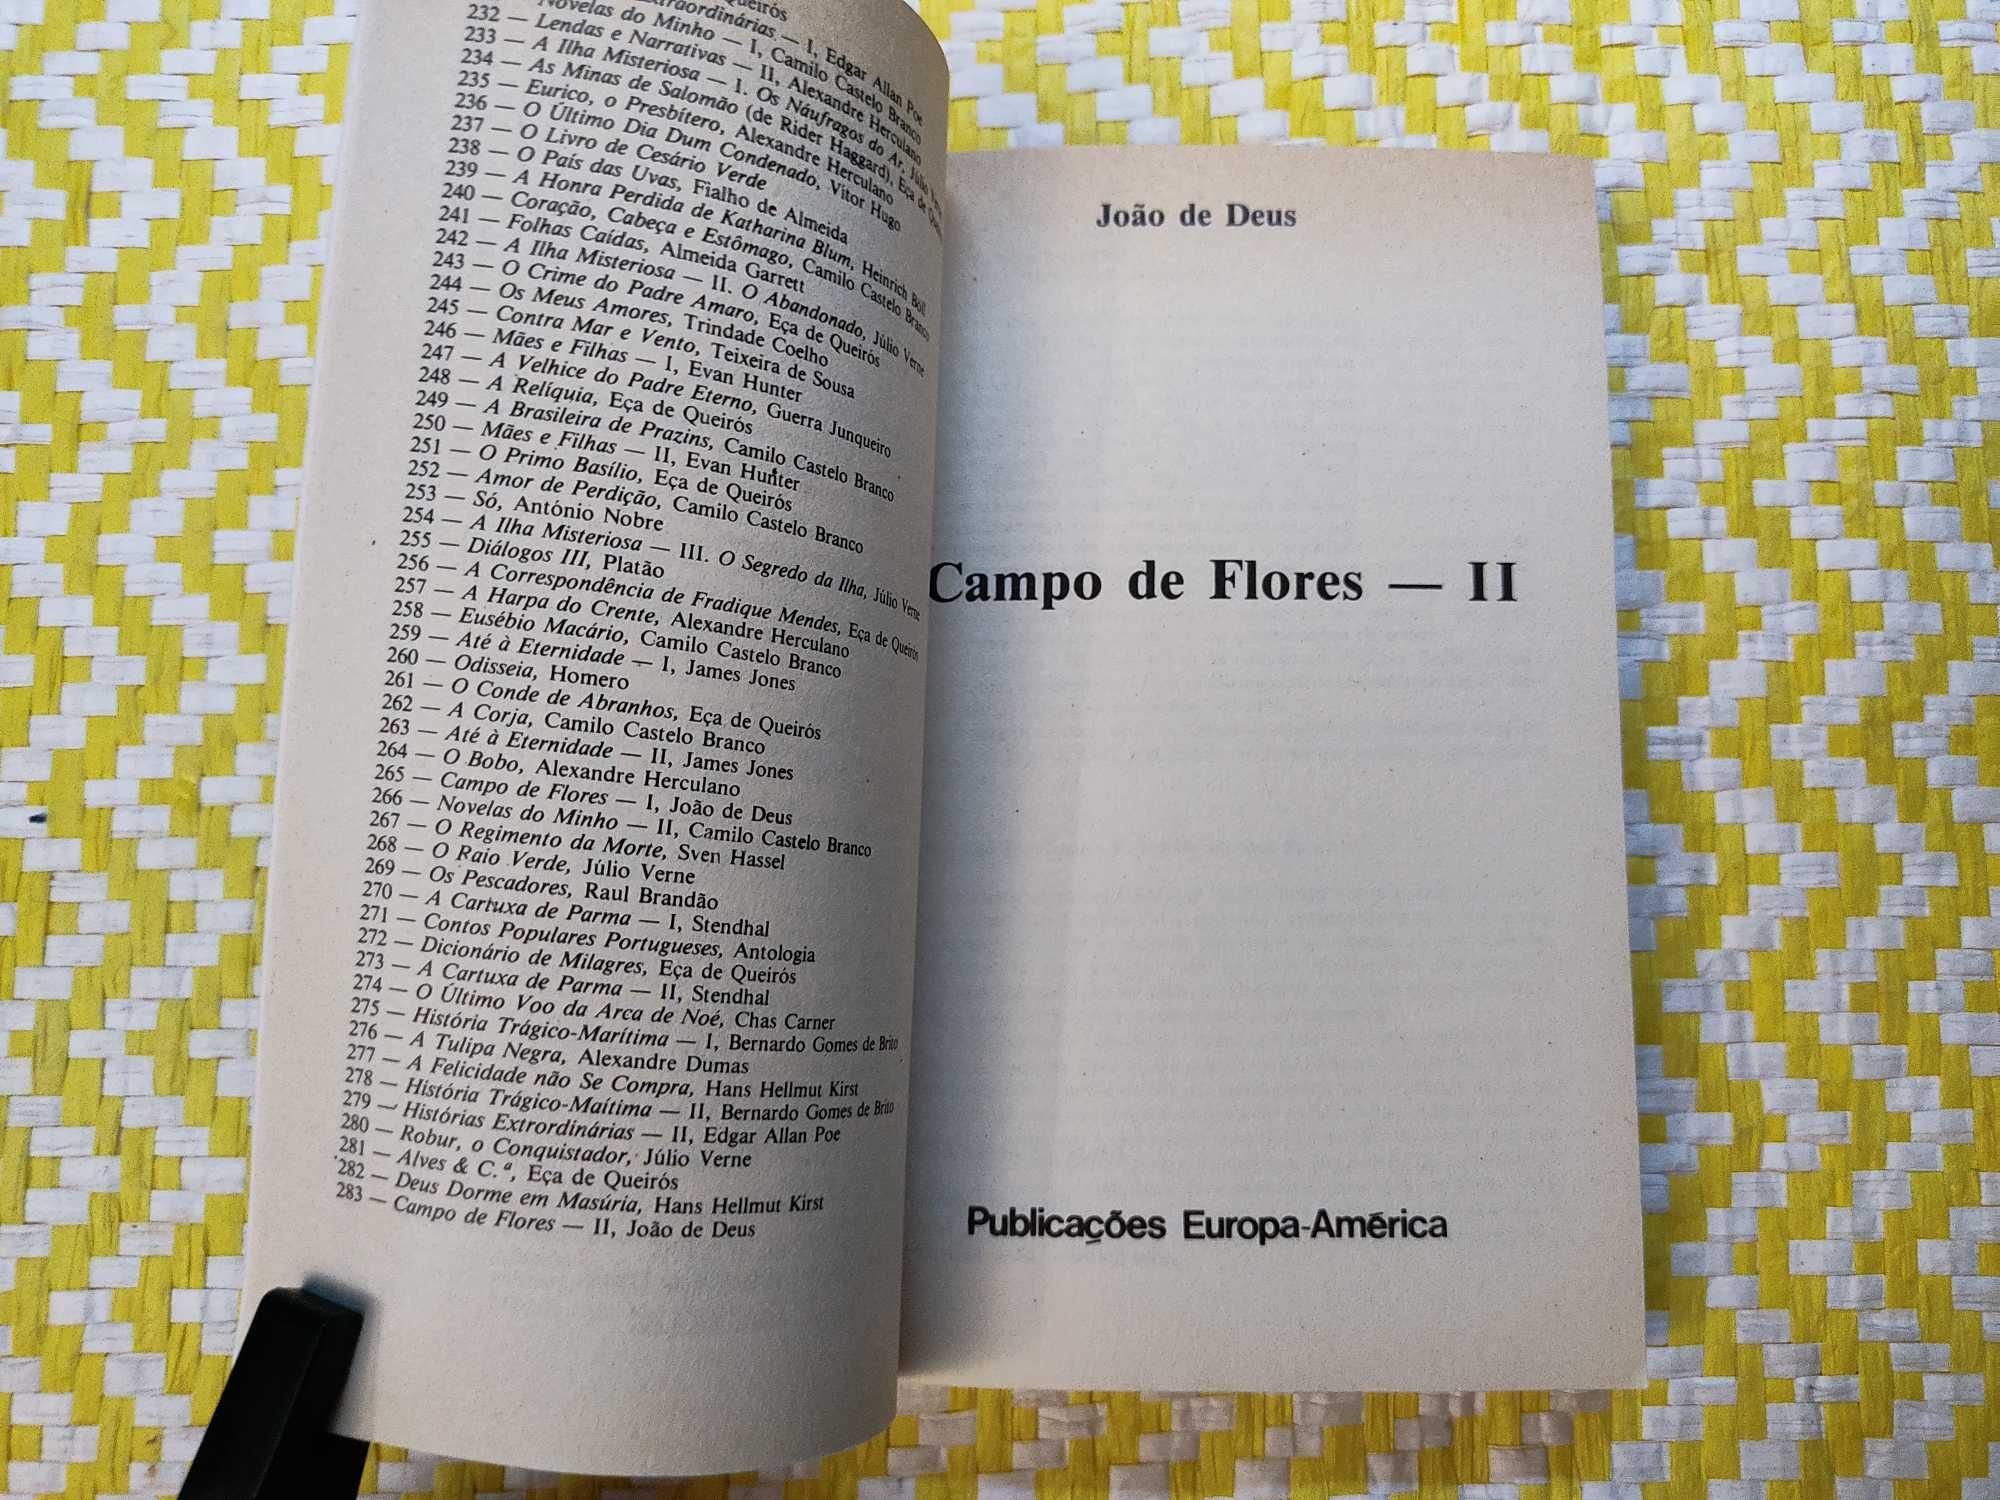 Queirós
traordinárias — I, Edgar Allan Poe
Novelas do Minho — I, Camilo Castelo Branco
232 — Lendas e Narrativas — II, Alexandre Herculano
233 — A Ilha Misteriosa — I. Os Náufragos do Ar, Júlio
234 — As Minas de Salomão (de Rider Haggard), Eça de
235 — Eurico, o Presbítero, Alexandre Herculano
236 — O Último Dia Dum Condenado, Vítor Hugo
237 — O Livro de Cesário Verde
238 — O País das Uvas, Fialho de Almeida
239 — A Honra Perdida de Katharina Blum, Heinrich Böll
240 — Coração, Cabeça e Estômago, Camilo Castelo Branco
241 — Folhas Caídas, Almeida Garrett
242 — A Ilha Misteriosa — II. O Abandonado, Júlio Verne
243 — O Crime do Padre Amaro, Eça de Queirós
244 — Os Meus Amores, Trindade Coelho
245 — Contra Mar e Vento, Teixeira de Sousa
246 — Mães e Filhas — I, Evan Hunter
247 — A Velhice do Padre Eterno, Guerra Junqueiro
248 — A Relíquia, Eça de Queirós
249 — A Brasileira de Prazins, Camilo Castelo Branco
250 — Mães e Filhas — II, Evan Hunter
251 — O Primo Basílio, Eça de Queirós
252 — Amor de Perdição, Camilo Castelo Branco
253 — Só, António Nobre
254 — A Ilha Misteriosa — III. O Segredo da Ilha, Júlio Verne
255 — Diálogos III, Platão
256 — A Correspondência de Fradique Mendes, Eça de Queirós
257 — A Harpa do Crente, Alexandre Herculano
258 — Eusébio Macário, Camilo Castelo Branco
259 — Até à Eternidade — I, James Jones
260 — Odisseia, Homero
261 — O Conde de Abranhos, Eça de Queirós
262 — A Corja, Camilo Castelo Branco
263 — Até à Eternidade — II, James Jones
264 — O Bobo, Alexandre Herculano
265 — Campo de Flores — I, João de Deus
266 — Novelas do Minho — II, Camilo Castelo Branco
267 — O Regimento da Morte, Sven Hassel
268 — O Raio Verde, Júlio Verne
269 — Os Pescadores, Raul Brandão
270 — A Cartuxa de Parma — I, Stendhal
271 — Contos Populares Portugueses, Antologia
272 — Dicionário de Milagres, Eça de Queirós
273 — A Cartuxa de Parma — II, Stendhal
274 — O Último Voo da Arca de Noé, Chas Carner
275 — História Trágico-Marítima — I, Bernardo Gomes de Brito
276 — A Tulipa Negra, Alexandre Dumas
277 — A Felicidade não Se Compra, Hans Hellmut Kirst
278 — História Trágico-Maítima — II, Bernardo Gomes de Brito
279 — Histórias Extrordinárias — II, Edgar Allan Poe
280 — Robur, o Conquistador, Júlio Verne
281 — Alves & C.ª, Eça de Queirós
282 — Deus Dorme em Masúria, Hans Hellmut Kirst
283 — Campo de Flores — II, João de Deus
João de Deus
Campo de Flores — II
Publicações Europa-América